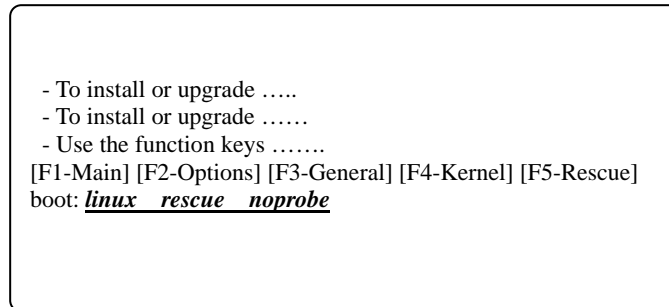 - To install or upgrade …..
- To install or upgrade ……
- Use the function keys …….
[F1-Main] [F2-Options] [F3-General] [F4-Kernel] [F5-Rescue]
boot: linux rescue noprobe